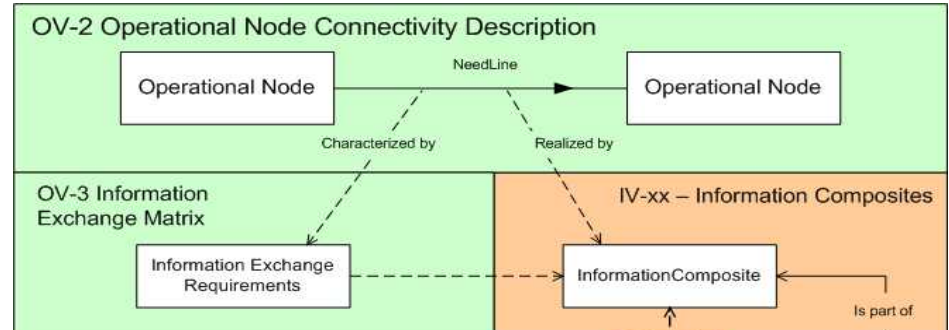 OV-2 Operational Node Connectivity Description
NeedLine
Operational Node
Operational Node
Characterized by
Realized by
OV-3 Information
Exchange Matrix
IV-xx – Information Composites
Information Exchange
Requirements
InformationComposite
Is part of